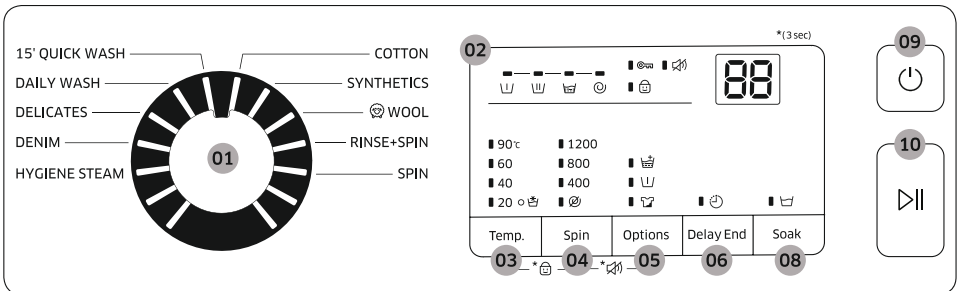 *(3 sec)
15' QUICK WASH
DAILY WASH
DELICATES
DENIM
HYGIENE STEAM
COTTON
SYNTHETICS
WOOL
RINSE+SPIN
SPIN
01
02
88
90℃
60
40
20
1200
800
400
Temp.
Spin
Options
Delay End
Soak
03
*
04
*
05
06
08
09
10